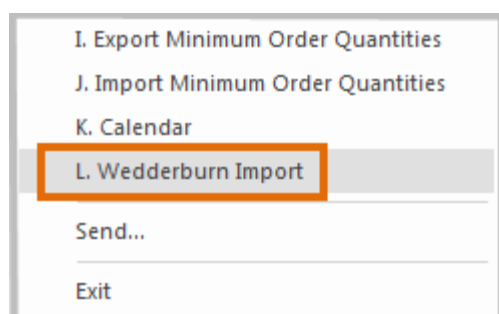 I. Export Minimum Order Quantities
J. Import Minimum Order Quantities
K. Calendar
L. Wedderburn Import
Send...
Exit